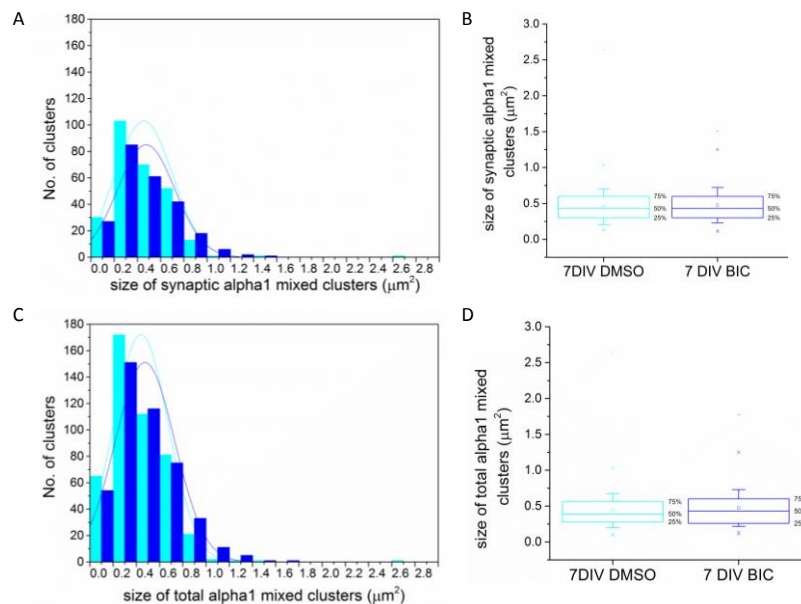 A
No. of clusters
180
160
140
120
100
80
60
40
20
0
0.0 0.2 0.4 0.6 0.8 1.0 1.2 1.4 1.6 1.8 2.0 2.2 2.4 2.6 2.8
size of synaptic alpha1 mixed clusters (μm²)
B
size of synaptic alpha1 mixed
clusters (μm²)
3.0
2.5
2.0
1.5
1.0
0.5
0.0
75%
50%
25%
75%
50%
25%
7DIV DMSO 7 DIV BIC
C
No. of clusters
180
160
140
120
100
80
60
40
20
0
0.0 0.2 0.4 0.6 0.8 1.0 1.2 1.4 1.6 1.8 2.0 2.2 2.4 2.6 2.8
size of total alpha1 mixed clusters (μm²)
D
size of total alpha1 mixed
clusters (μm²)
3.0
2.5
2.0
1.5
1.0
0.5
0.0
75%
50%
25%
75
50
25
7DIV DMSO 7 DIV BIC